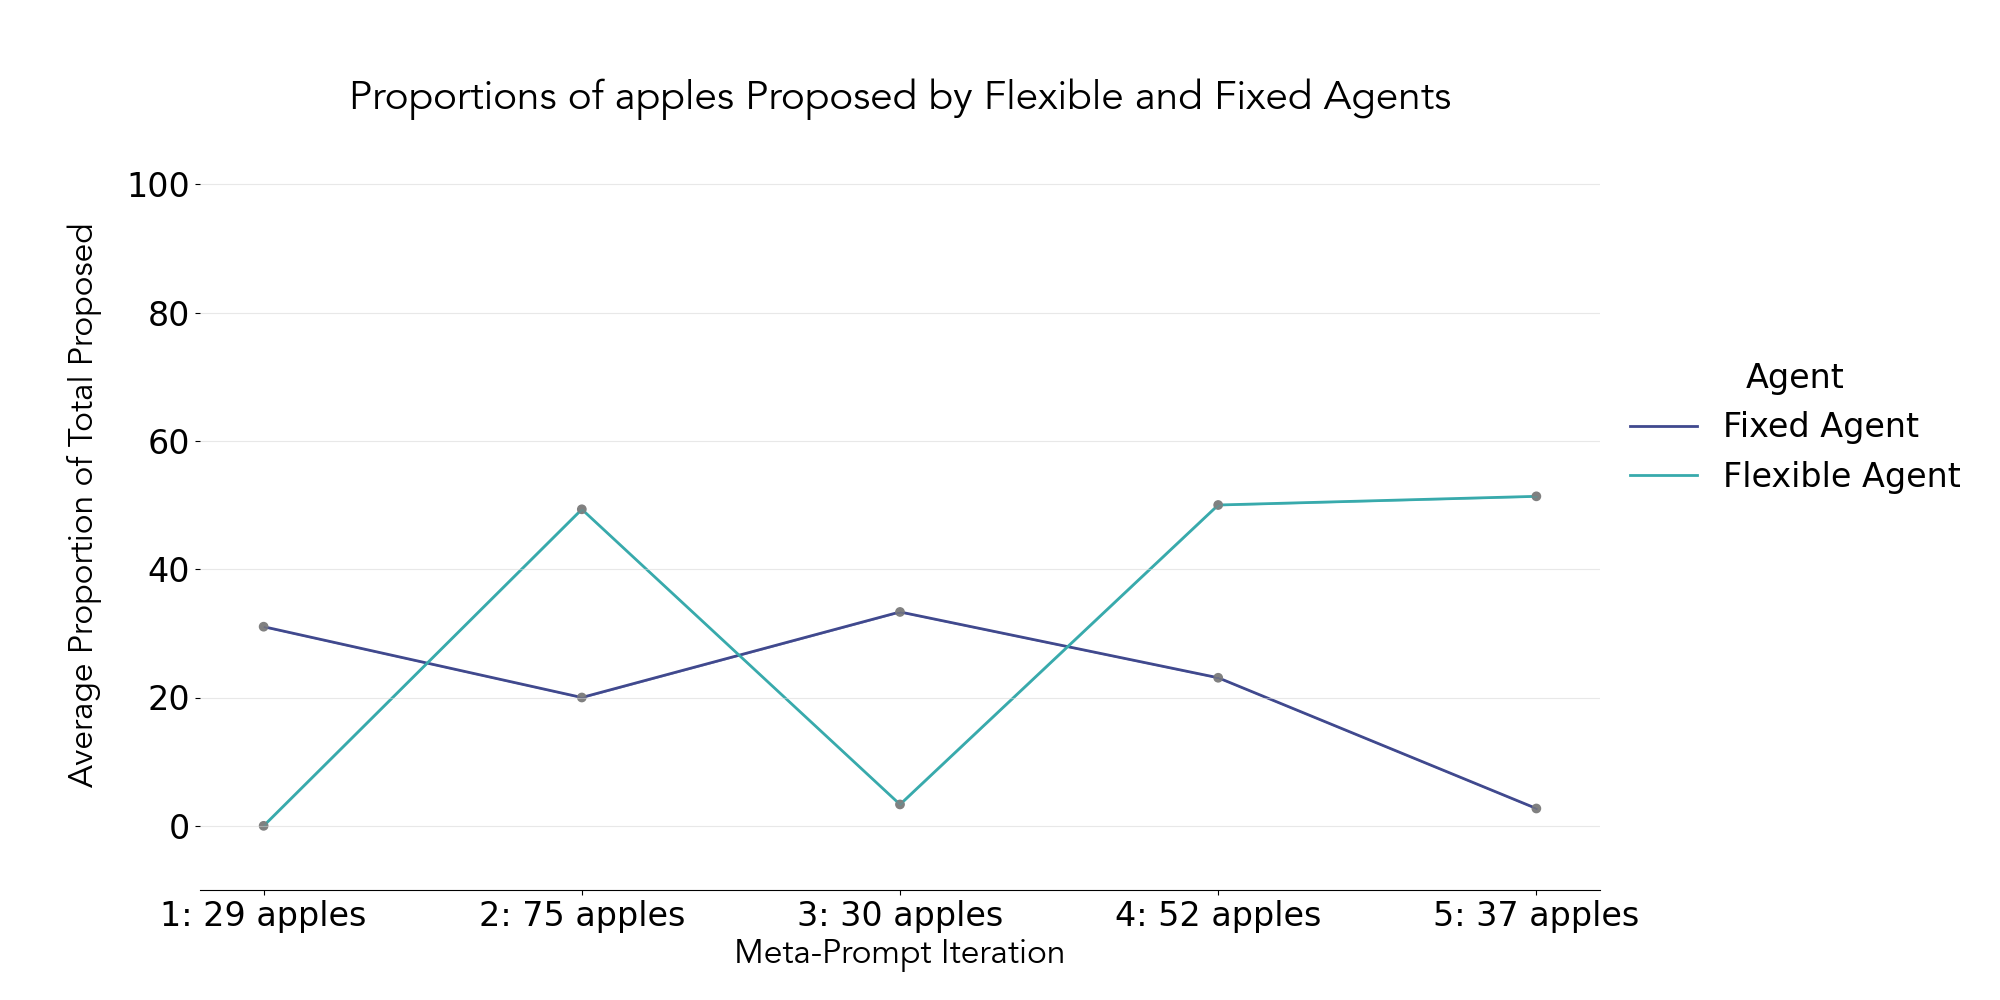 Proportions of apples Proposed by Flexible and Fixed Agents
Average Proportion of Total Proposed
100
80
60
40
20
0
1: 29 apples
2: 75 apples
3: 30 apples
4: 52 apples
5: 37 apples
Meta-Prompt Iteration
Agent
Fixed Agent
Flexible Agent